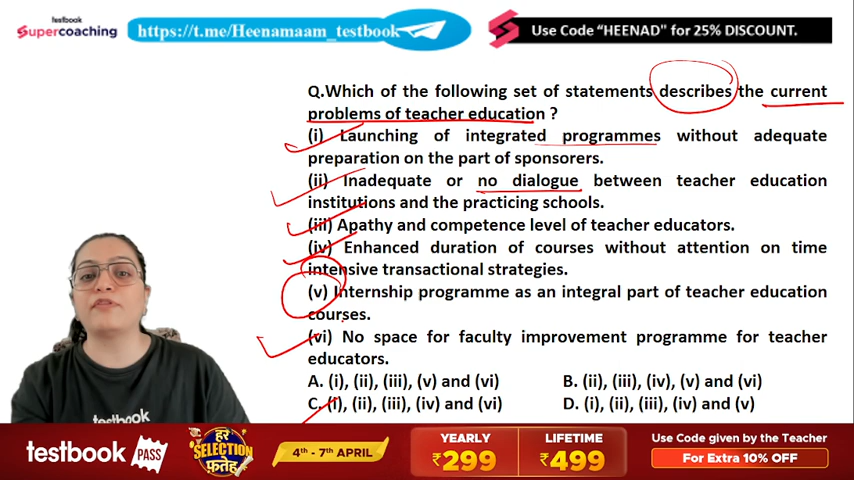 testbook
Supercoaching
https://t.me/Heenamaam_testbook
Use Code "HEENAD" for 25% DISCOUNT.
Q.Which of the following set of statements describes the current
problems of teacher education ?
(i) Launching of integrated programmes without adequate
preparation on the part of sponsorers.
(ii) Inadequate or no dialogue between teacher education
institutions and the practicing schools.
(iii) Apathy and competence level of teacher educators.
(iv) Enhanced duration of courses without attention on time
intensive transactional strategies.
(v) Internship programme as an integral part of teacher education
courses.
(vi) No space for faculty improvement programme for teacher
educators.
A. (i), (ii), (iii), (v) and (vi)
B. (ii), (iii), (iv), (v) and (vi)
C. (i), (ii), (iii), (iv) and (vi)
D. (i), (ii), (iii), (iv) and (v)
testbook
testbook
PASS
हर
SELECTION
फतेह
4th - 7th APRIL
YEARLY
₹299
LIFETIME
₹499
Use Code given by the Teacher
For Extra 10% OFF